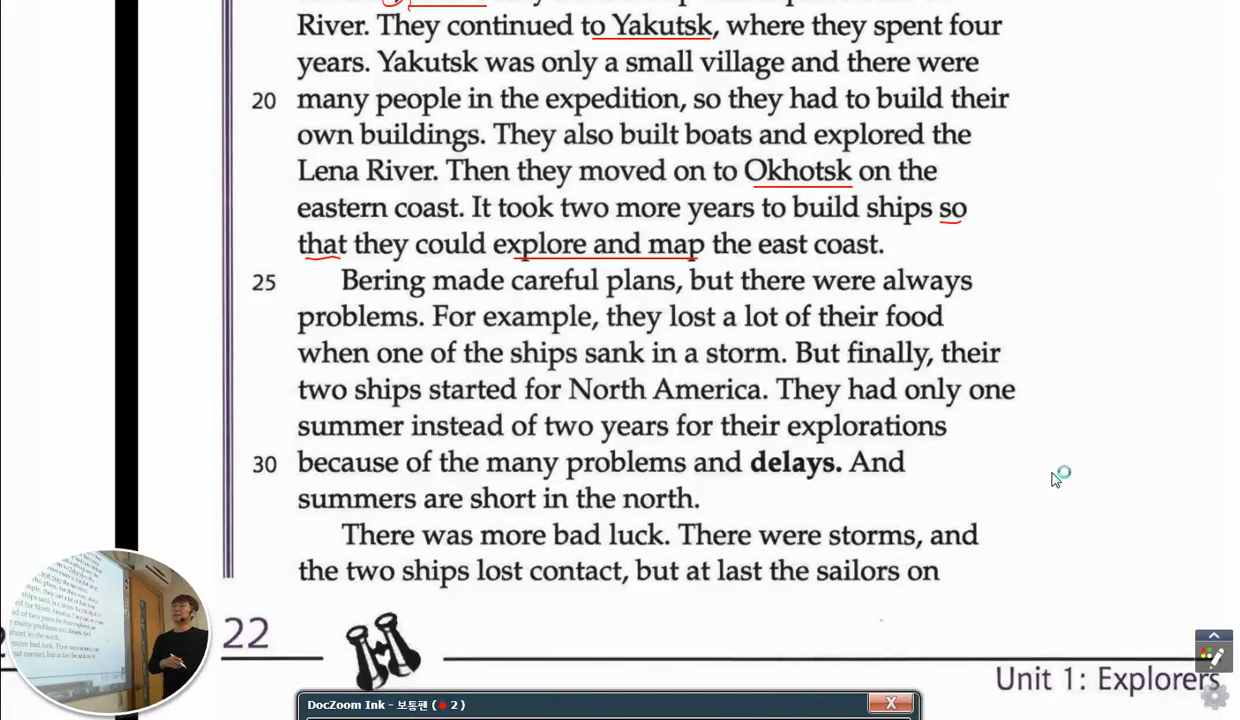 River. They continued to Yakutsk, where they spent four
years. Yakutsk was only a small village and there were
20 many people in the expedition, so they had to build their
own buildings. They also built boats and explored the
Lena River. Then they moved on to Okhotsk on the
eastern coast. It took two more years to build ships so
that they could explore and map the east coast.
25 Bering made careful plans, but there were always
problems. For example, they lost a lot of their food
when one of the ships sank in a storm. But finally, their
two ships started for North America. They had only one
summer instead of two years for their explorations
30 because of the many problems and delays. And
summers are short in the north.
There was more bad luck. There were storms, and
the two ships lost contact, but at last the sailors on
22
Unit 1: Explorers
DocZoom Ink - 보통펜 ( 2 )